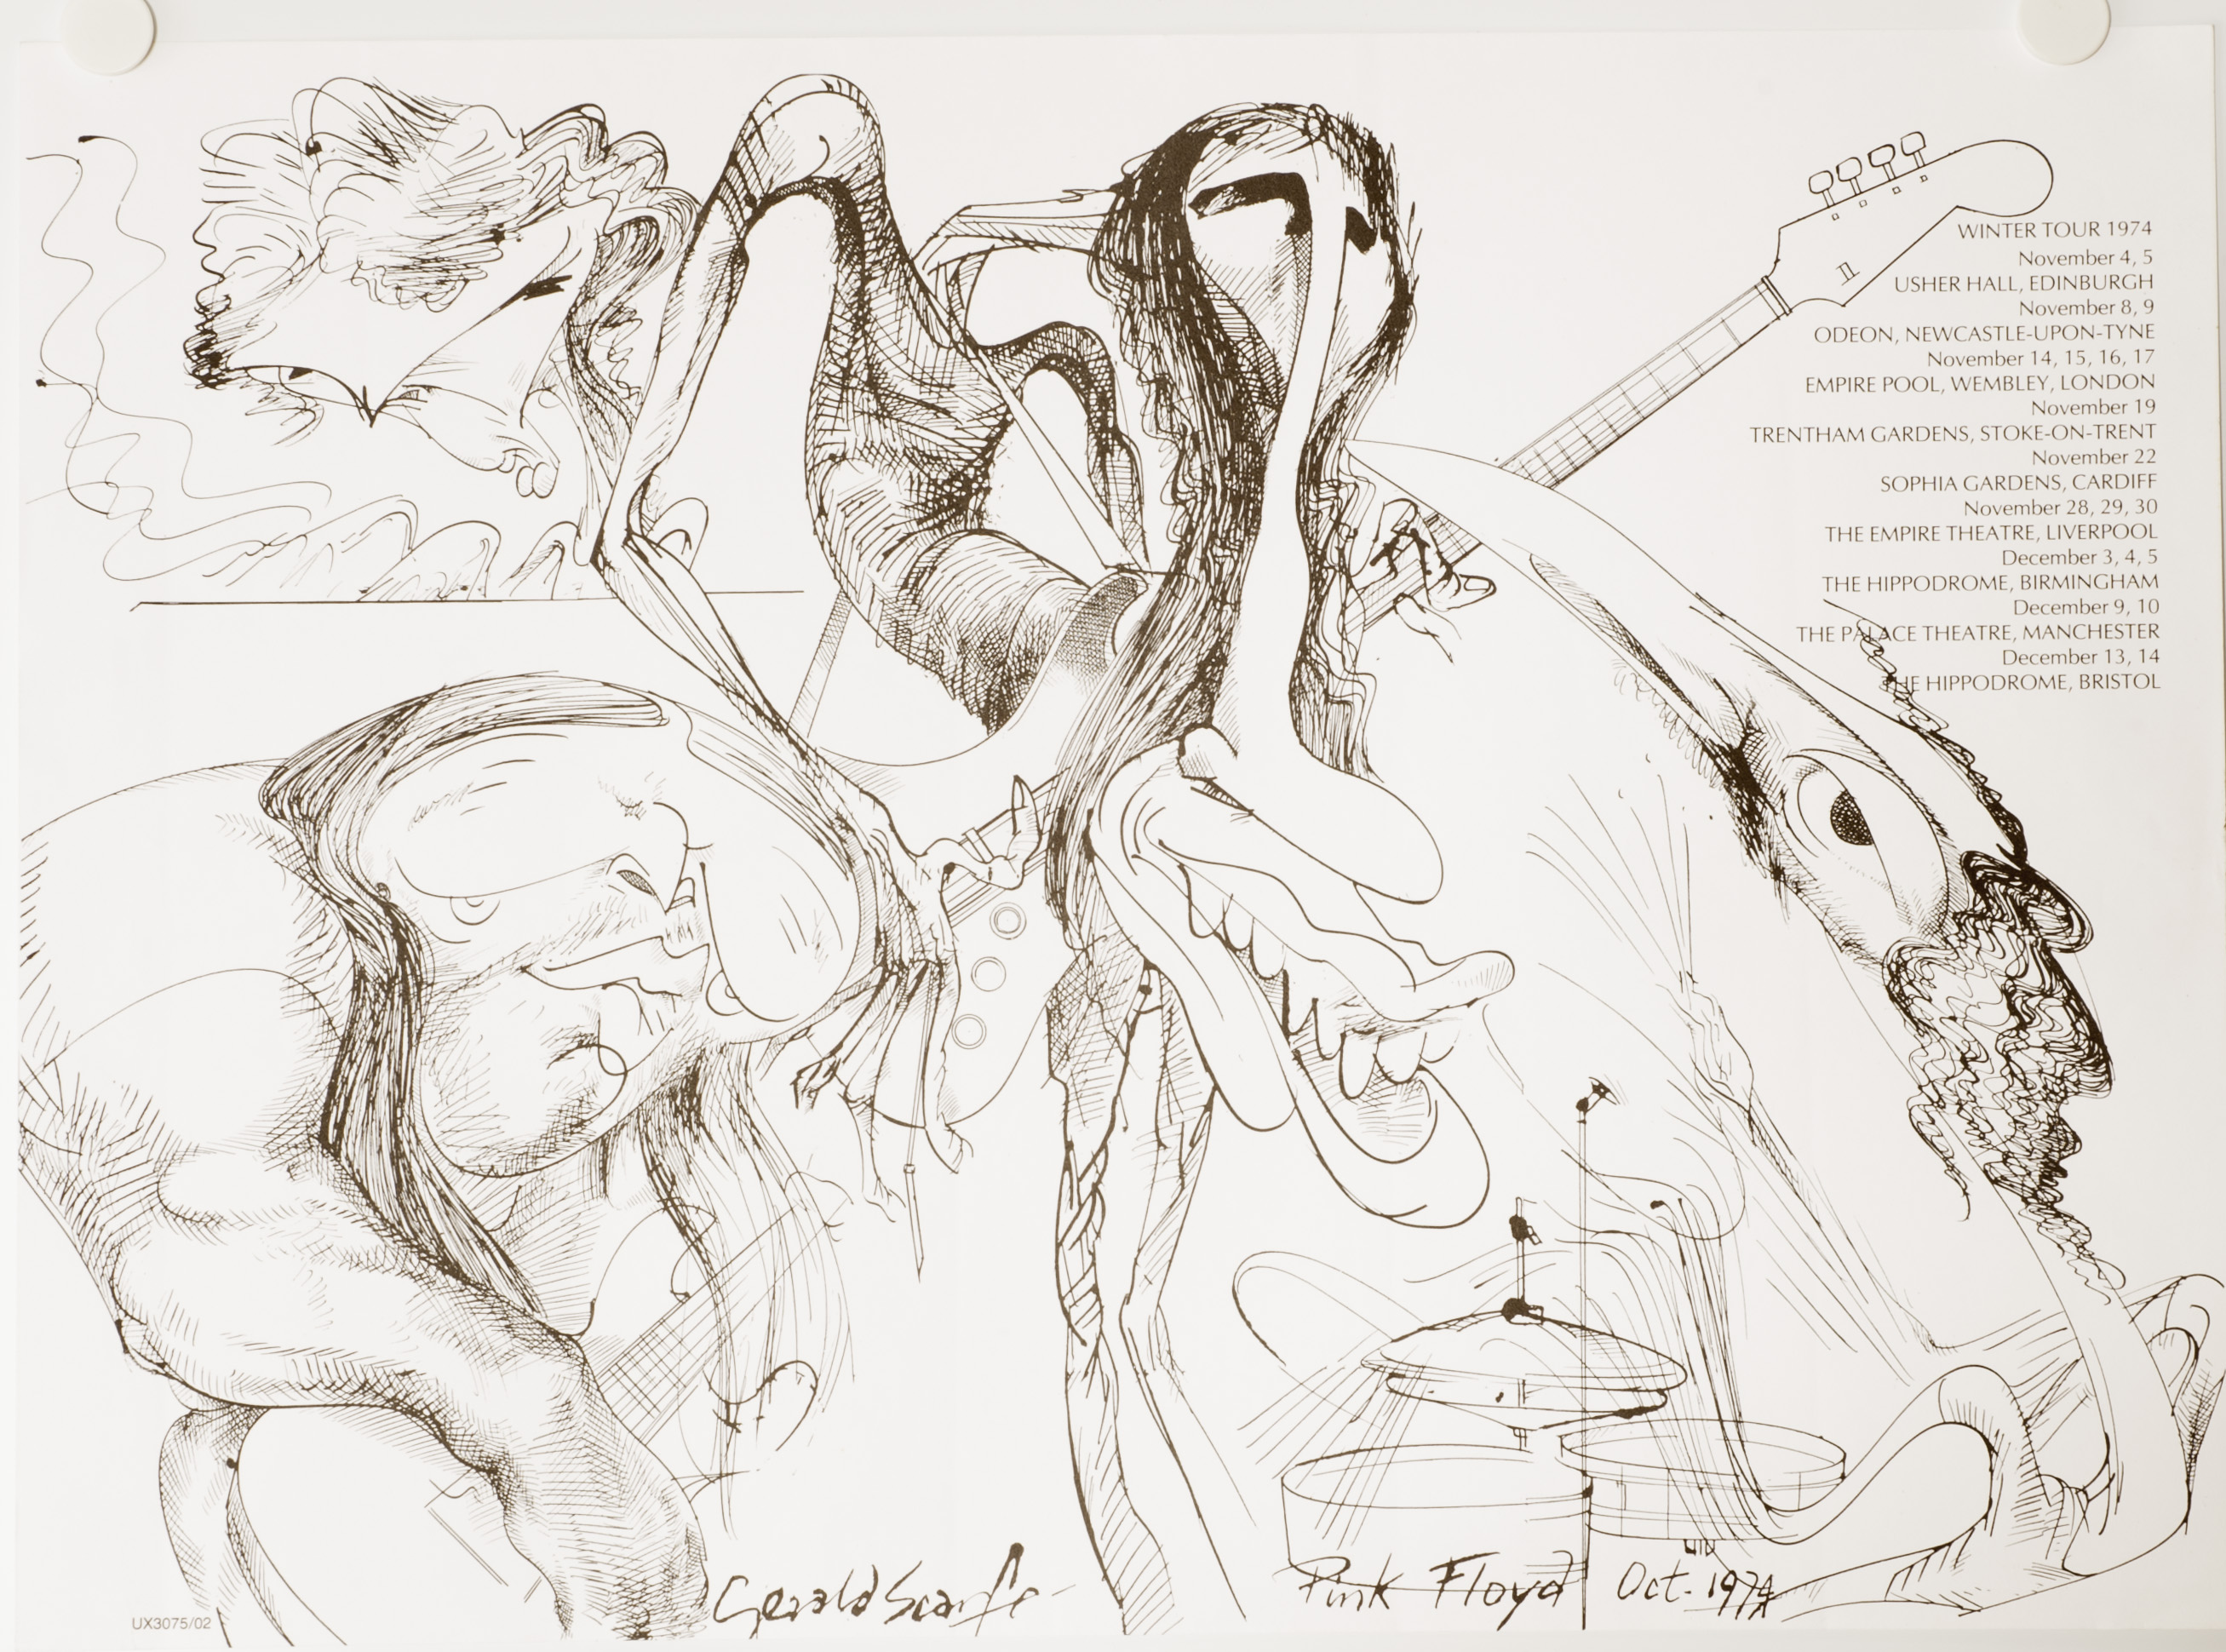 WINTER TOUR 1974
November 4, 5
USHER HALL, EDINBURGH
November 8, 9
ODEON, NEWCASTLE-UPON-TYNE
November 14, 15, 16, 17
EMPIRE POOL, WEMBLEY, LONDON
November 19
TRENTHAM GARDENS, STOKE-ON-TRENT
November 22
SOPHIA GARDENS, CARDIFF
November 28, 29, 30
THE EMPIRE THEATRE, LIVERPOOL
December 3, 4, 5
THE HIPPODROME, BIRMINGHAM
December 9, 10
THE PALACE THEATRE, MANCHESTER
December 13, 14
THE HIPPODROME, BRISTOL
Gerald Scarfe
Pink Floyd Oct. 1974
UX3075/02